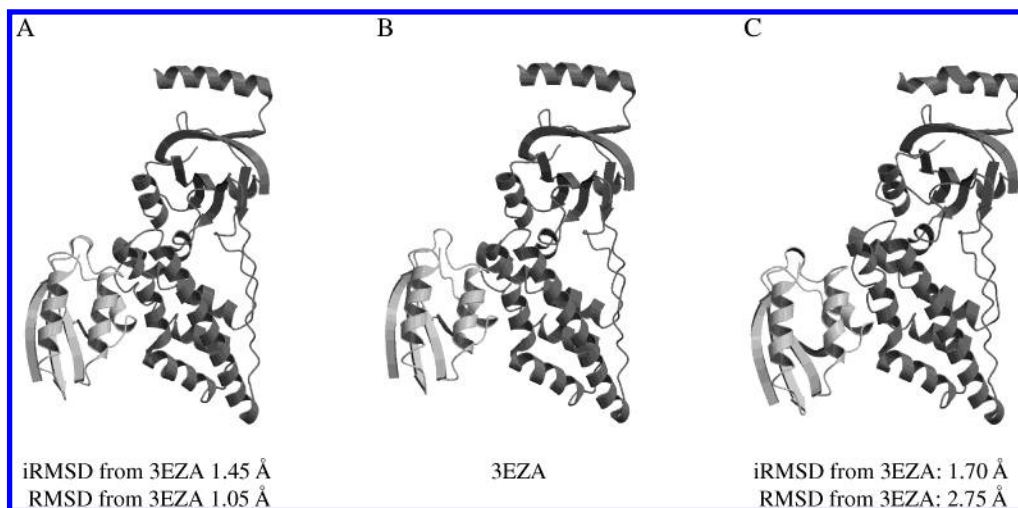 A
B
C
iRMSD from 3EZA 1.45 Å
RMSD from 3EZA 1.05 Å
3EZA
iRMSD from 3EZA: 1.70 Å
RMSD from 3EZA: 2.75 Å